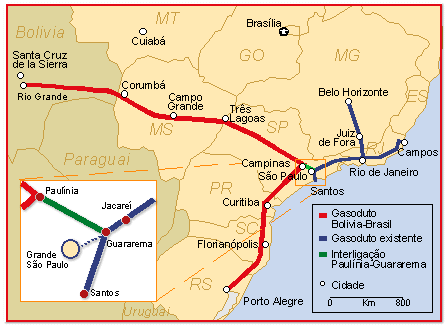 Bolivia
MT
Brasília
Cuiabá
GO
MG
Santa Cruz
de la Sierra
Rio Grande
Corumbá
Campo
Grande
Três
Lagoas
Belo Horizonte
ES
MS
SP
Juiz
de Fora
RJ
Campos
Paraguai
Campinas
São Paulo
Rio de Janeiro
Santos
PR
Curitiba
SC
Florianópolis
RS
Porto Alegre
Uruguai
Paulínia
Jacareí
Guararema
Grande
São Paulo
Santos
Gasoduto
Bolivia-Brasil
Gasoduto existente
Interligação
Paulínia-Guararema
Cidade
0 Km 800